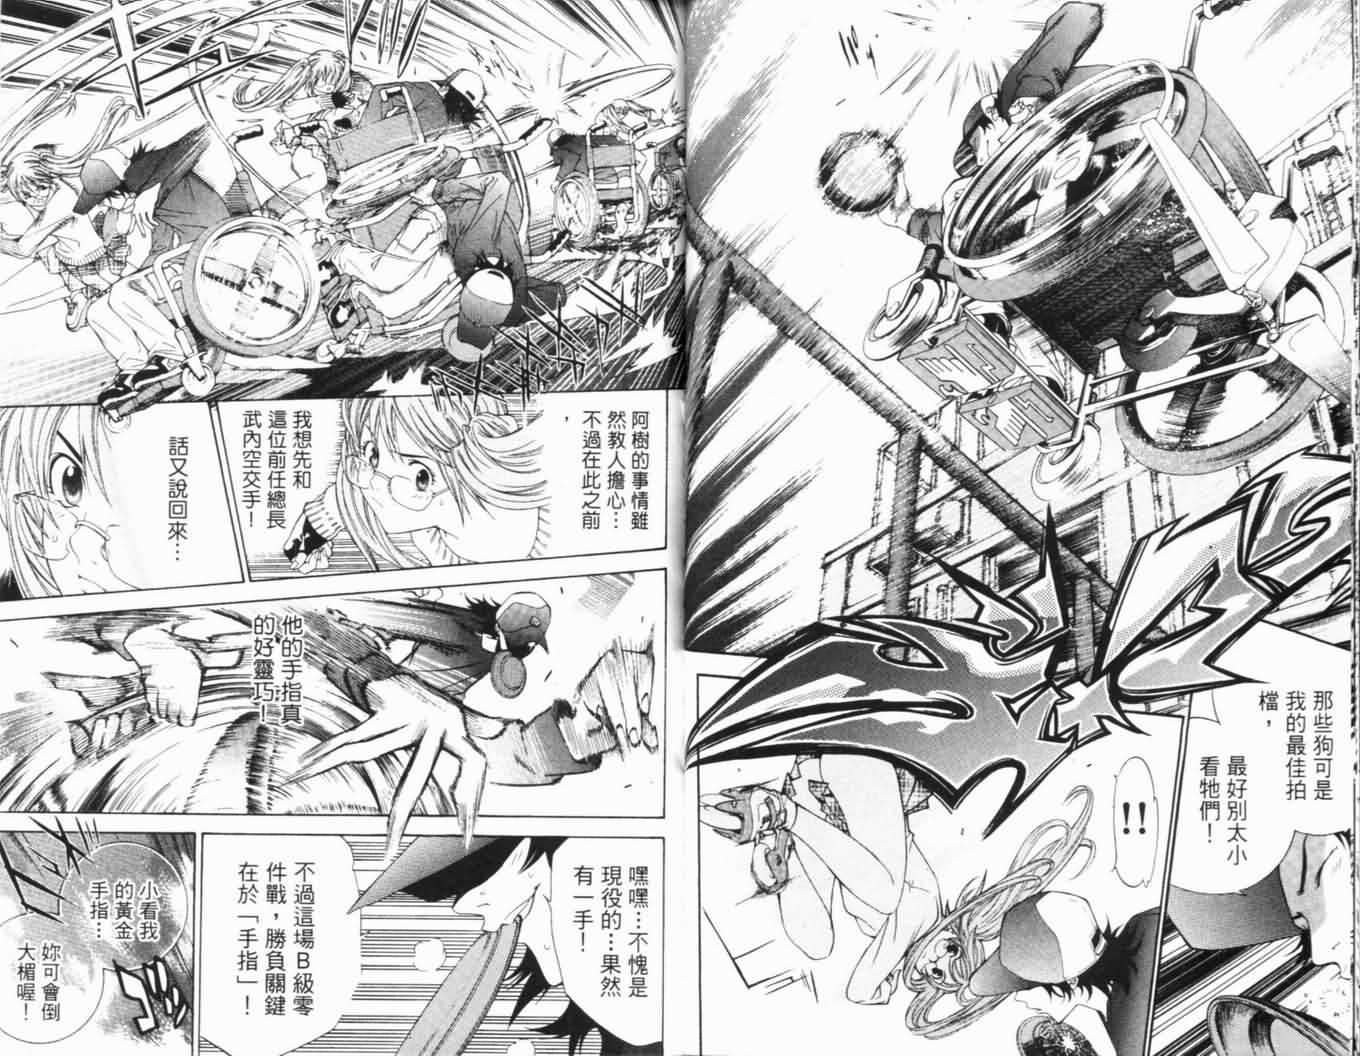 那些狗可是
我的最佳拍
檔，
最好別太小
看牠們！
!!
阿樹的事情雖
然教人擔心…
不過在此之前
，
我想先和
這位前任總長
武內空交手！
話又說回來…
他的手指真
的好靈巧！
嘿嘿…不愧是
現役的…果然
有一手！
不過這場B級零
件戰，勝負關鍵
在於「手指」！
小看我
的黃金
手指…
妳可會倒
大楣喔！